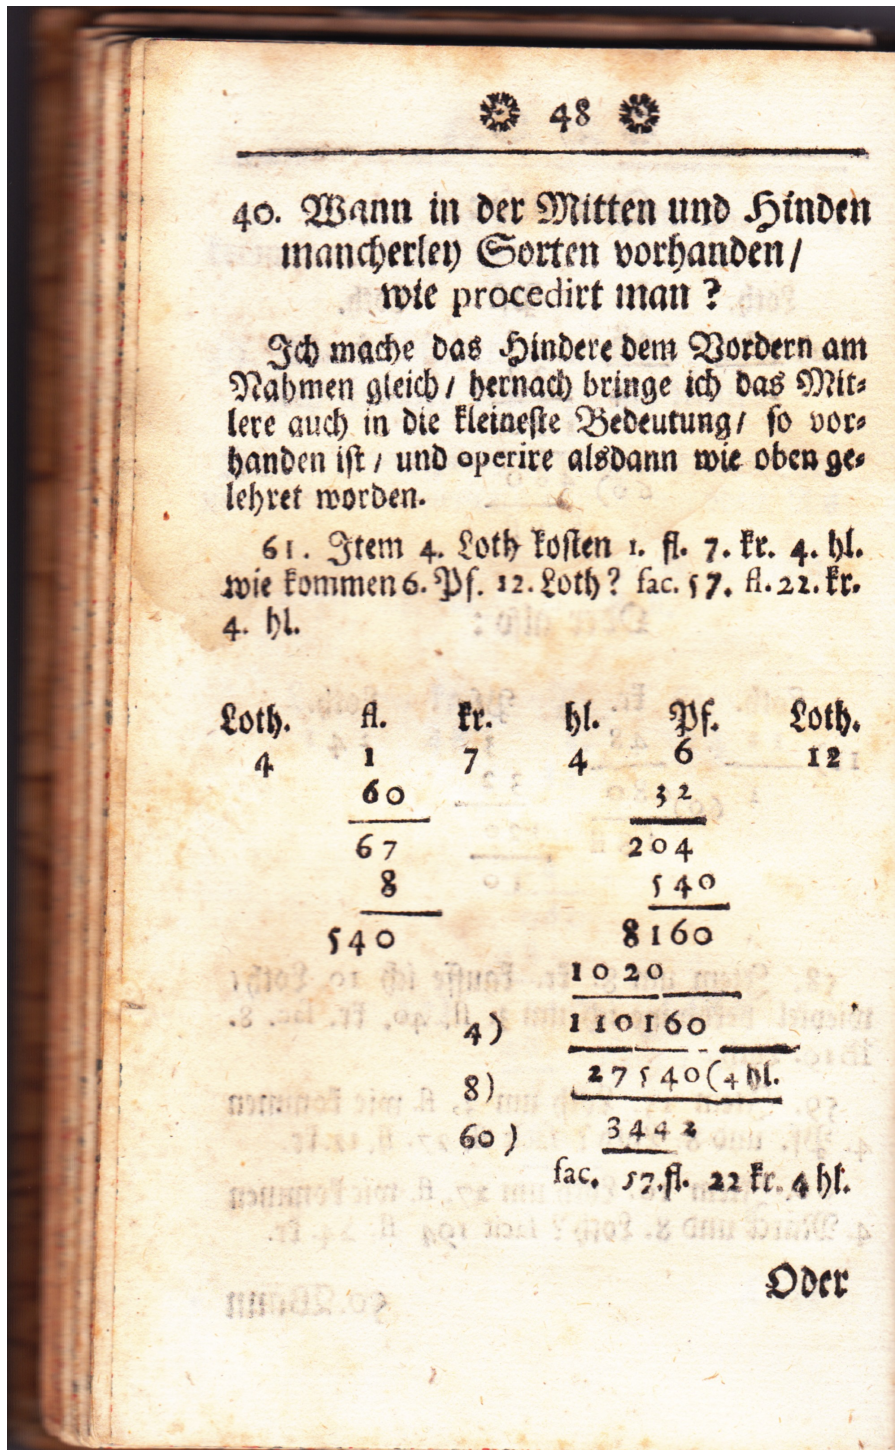 48
40. Wann in der Mitten und Hinden
mancherley Sorten vorhanden/
wie procedirt man?
Ich mache das Hindere dem Vordern am
Nahmen gleich/ hernach bringe ich das Mit⸗
lere auch in die kleineste Bedeutung/ so vor⸗
handen ist/ und operire alsdann wie oben ge⸗
lehret worden.
61. Item 4. Loth kosten 1. fl. 7. kr. 4. hl.
wie kommen 6. Pf. 12. Loth? fac. 57. fl. 22. kr.
4. hl.
Loth. fl. kr. hl. Pf. Loth.
4 1 7 4 6 12
60 32
67 204
8 540
540 8160
1020
4) 110160
8) 27540 (4 hl.
60) 3442
fac. 57. fl. 22 kr. 4 hl.
Oder